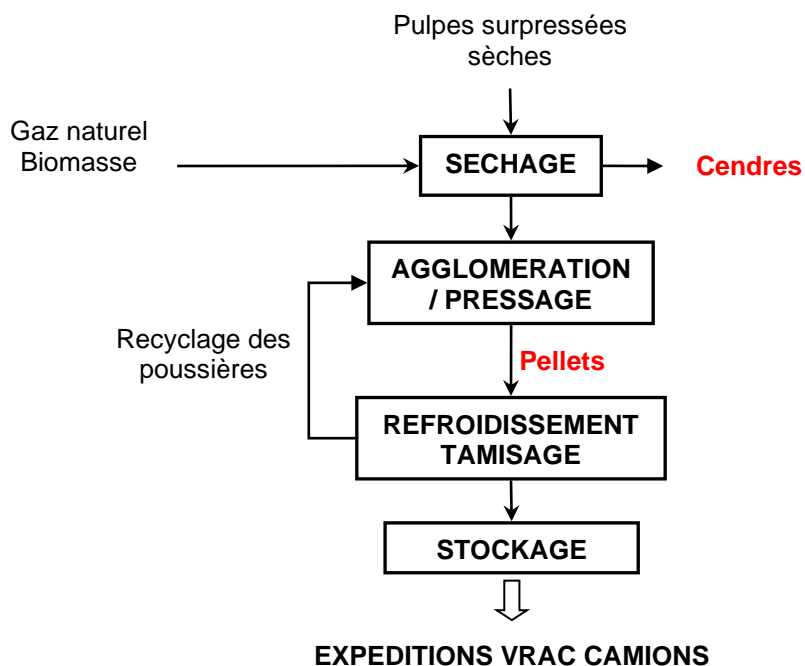 Pulpes surpressées
sèches
Gaz naturel
Biomasse
SECHAGE
Cendres
AGGLOMERATION
/ PRESSAGE
Recyclage des
poussières
Pellets
REFROIDISSEMENT
TAMISAGE
STOCKAGE
EXPEDITIONS VRAC CAMIONS